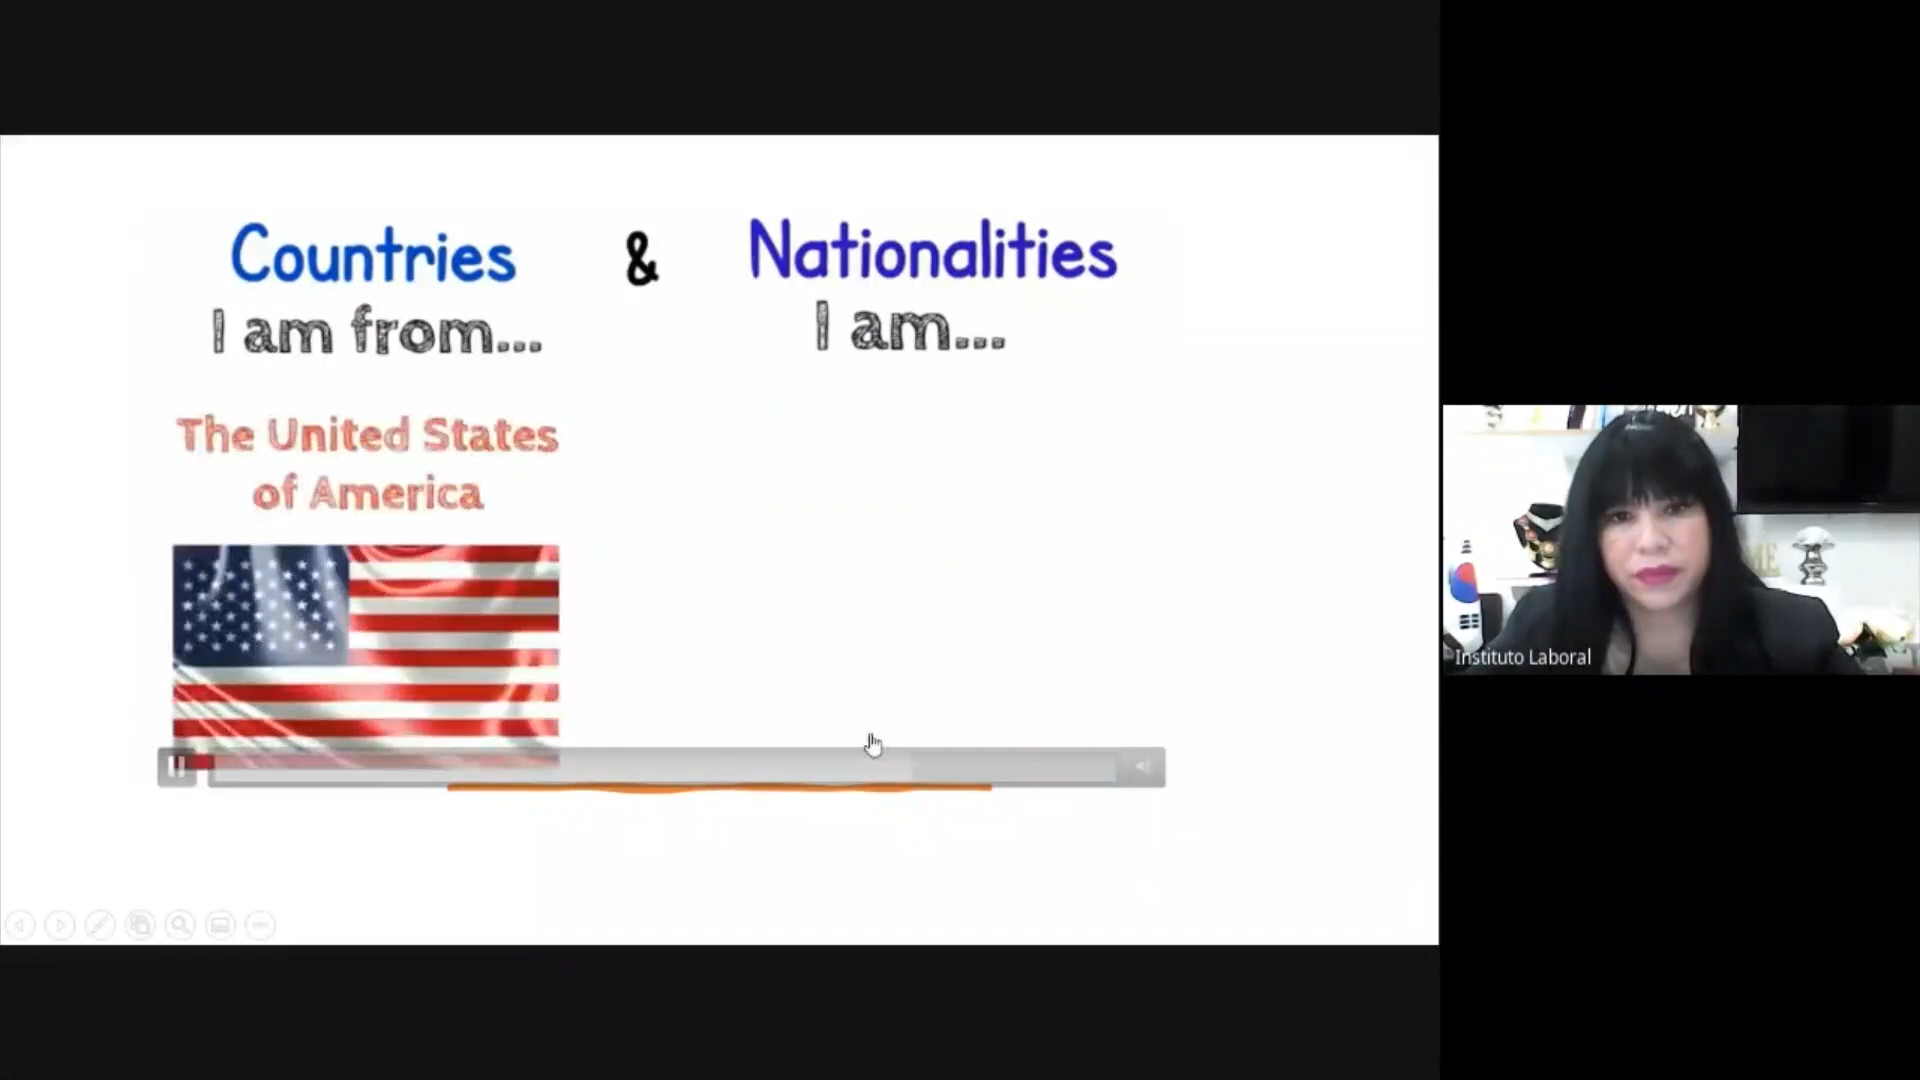 Countries & Nationalities
I am from... I am...
The United States
of America
Instituto Laboral